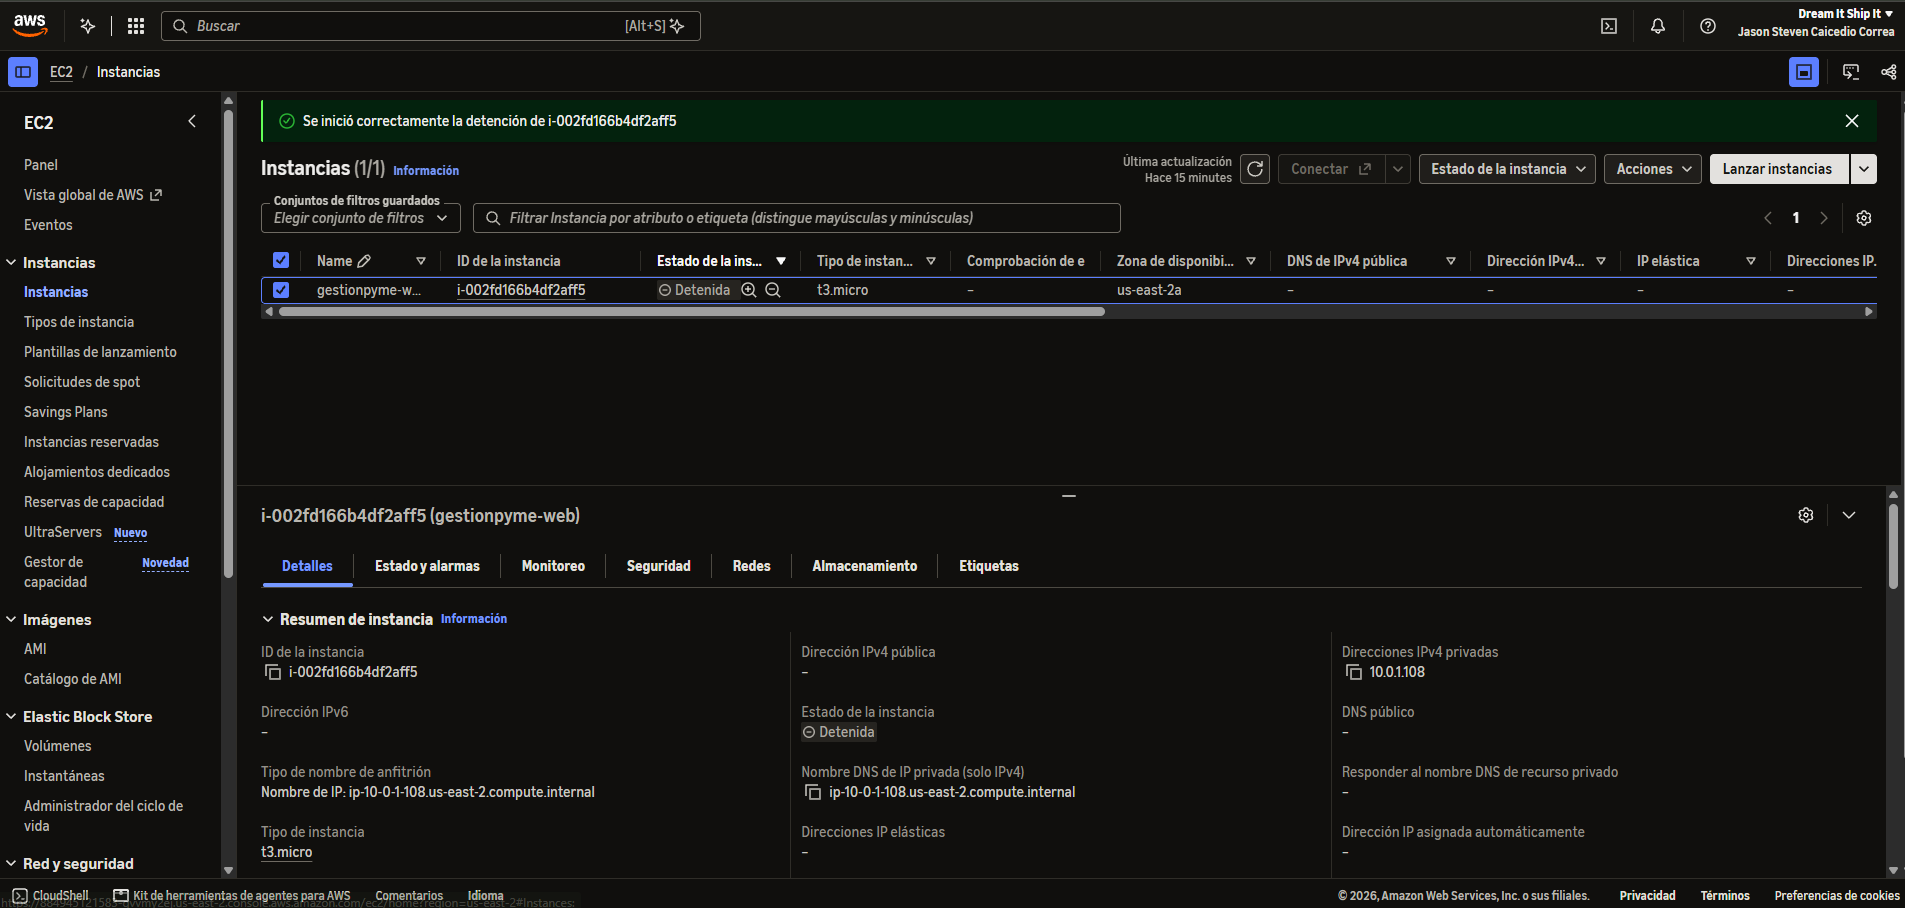 aws
Buscar
[Alt+S]
Dream It Ship It
Jason Steven Caicedio Correa
EC2 / Instancias
EC2
Panel
Vista global de AWS
Eventos
Instancias
Instancias
Tipos de instancia
Plantillas de lanzamiento
Solicitudes de spot
Savings Plans
Instancias reservadas
Alojamientos dedicados
Reservas de capacidad
UltraServers Nuevo
Gestor de capacidad Novedad
Imágenes
AMI
Catálogo de AMI
Elastic Block Store
Volúmenes
Instantáneas
Administrador del ciclo de vida
Red y seguridad
Se inició correctamente la detención de i-002fd166b4df2aff5
Instancias (1/1) Información
Última actualización
Hace 15 minutes
Conectar
Estado de la instancia
Acciones
Lanzar instancias
Conjuntos de filtros guardados
Elegir conjunto de filtros
Filtrar Instancia por atributo o etiqueta (distingue mayúsculas y minúsculas)
1
Name ID de la instancia Estado de la ins... Tipo de instan... Comprobación de e Zona de disponibi... DNS de IPv4 pública Dirección IPv4... IP elástica Direcciones IP.
gestionpyme-w... i-002fd166b4df2aff5 Detenida t3.micro – us-east-2a – – – –
i-002fd166b4df2aff5 (gestionpyme-web)
Detalles Estado y alarmas Monitoreo Seguridad Redes Almacenamiento Etiquetas
Resumen de instancia Información
ID de la instancia
i-002fd166b4df2aff5
Dirección IPv4 pública
–
Direcciones IPv4 privadas
10.0.1.108
Dirección IPv6
–
Estado de la instancia
Detenida
DNS público
–
Tipo de nombre de anfitrión
Nombre de IP: ip-10-0-1-108.us-east-2.compute.internal
Nombre DNS de IP privada (solo IPv4)
ip-10-0-1-108.us-east-2.compute.internal
Responder al nombre DNS de recurso privado
–
Tipo de instancia
t3.micro
Direcciones IP elásticas
–
Dirección IP asignada automáticamente
–
CloudShell Kit de herramientas de agentes para AWS Comentarios Idioma
© 2026, Amazon Web Services, Inc. o sus filiales. Privacidad Términos Preferencias de cookies